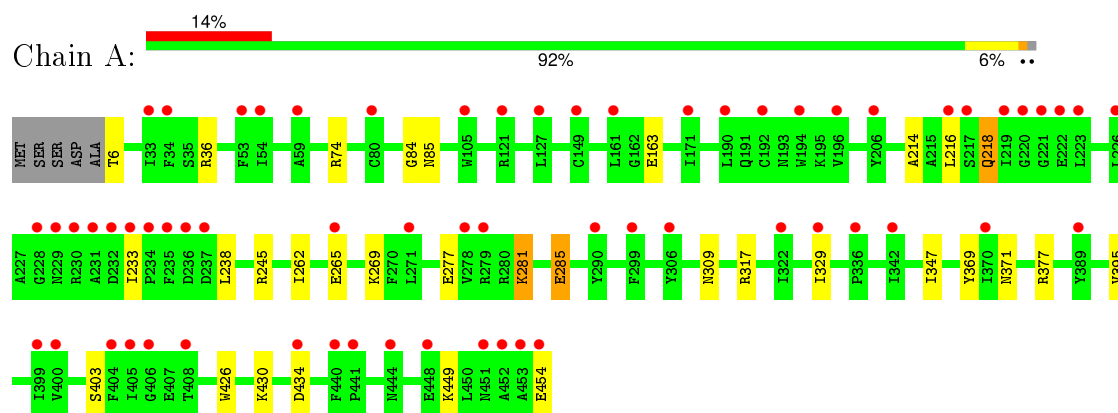 14%
Chain A:
92%
6%
MET SER SER ASP ALA T6 I33 F34 S35 R36 F53 I54 A59 R74 C80 G84 N85 W105 R121 L127 C149 L161 G162 E163 I171 L190 Q191 C192 N193 W194 K195 V196 Y206 A214 A215 L216 S217 Q218 I219 G220 G221 E222 L223
A227 G228 N229 R230 A231 D232 I233 P234 F235 D236 D237 L238 R245 I262 E265 K269 F270 L271 E277 V278 R279 R280 K281 E285 Y290 F299 Y306 N309 R317 I322 I329 P336 I342 I347 Y369 I370 N371 R377 Y389
I399 V400 S403 F404 I405 G406 E407 T408 W426 K430 D434 F440 P441 N444 E448 K449 L450 N451 A452 A453 E454